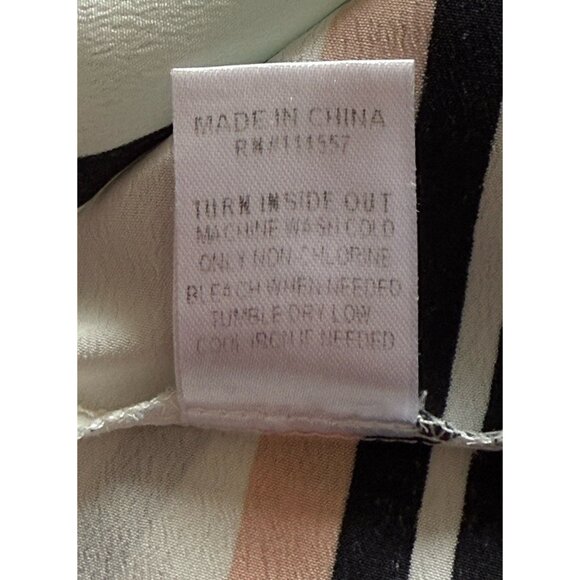 MADE IN CHINA
RN#111557
TURN INSIDE OUT
MACHINE WASH COLD
ONLY NON-CHLORINE
BLEACH WHEN NEEDED
TUMBLE DRY LOW
COOL IRON IF NEEDED